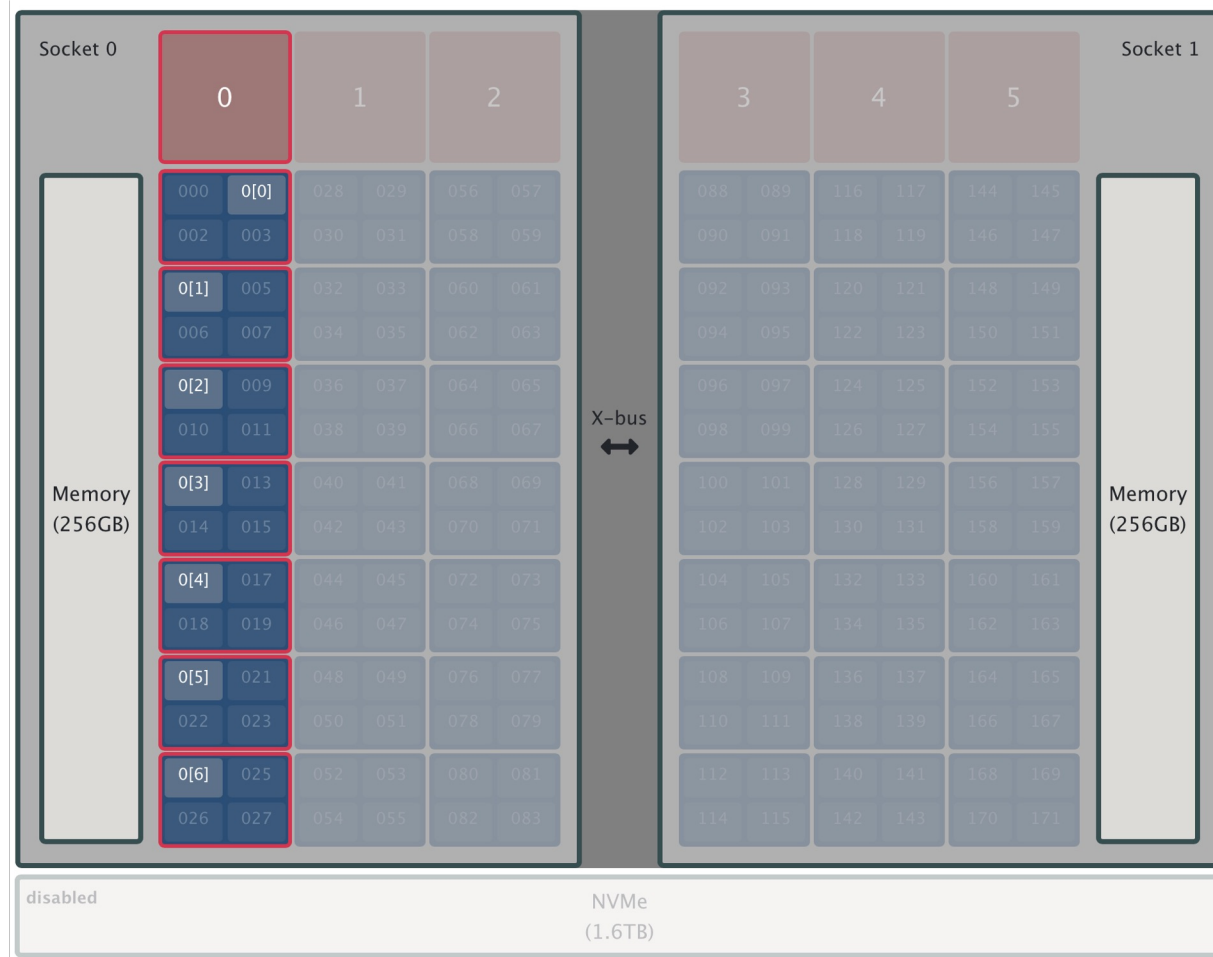 Socket 0
Socket 1
0 1 2 3 4 5
000 0[0] 028 029 056 057 088 089 116 117 144 145
002 003 030 031 058 059 090 091 118 119 146 147
0[1] 005 032 033 060 061 092 093 120 121 148 149
006 007 034 035 062 063 094 095 122 123 150 151
0[2] 009 036 037 064 065 096 097 124 125 152 153
010 011 038 039 066 067 098 099 126 127 154 155
X-bus
0[3] 013 040 041 068 069 100 101 128 129 156 157
014 015 042 043 070 071 102 103 130 131 158 159
Memory
(256GB)
Memory
(256GB)
0[4] 017 044 045 072 073 104 105 132 133 160 161
018 019 046 047 074 075 106 107 134 135 162 163
0[5] 021 048 049 076 077 108 109 136 137 164 165
022 023 050 051 078 079 110 111 138 139 166 167
0[6] 025 052 053 080 081 112 113 140 141 168 169
026 027 054 055 082 083 114 115 142 143 170 171
disabled
NVMe
(1.6TB)